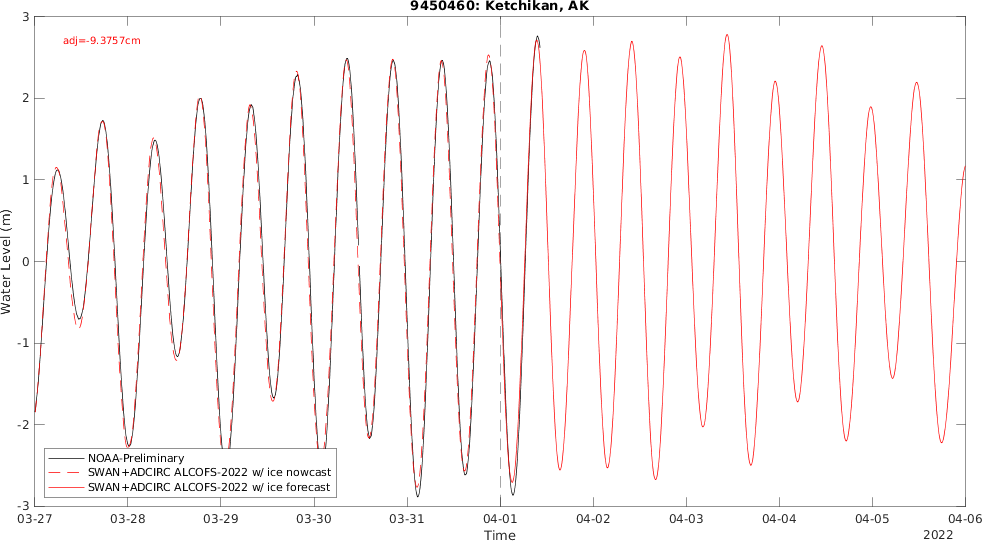 9450460: Ketchikan, AK
adj=-9.3757cm
3
2
1
0
-1
-2
-3
Water Level (m)
NOAA-Preliminary
SWAN+ADCIRC ALCOFS-2022 w/ ice nowcast
SWAN+ADCIRC ALCOFS-2022 w/ ice forecast
03-27 03-28 03-29 03-30 03-31 04-01 04-02 04-03 04-04 04-05 04-06
Time
2022